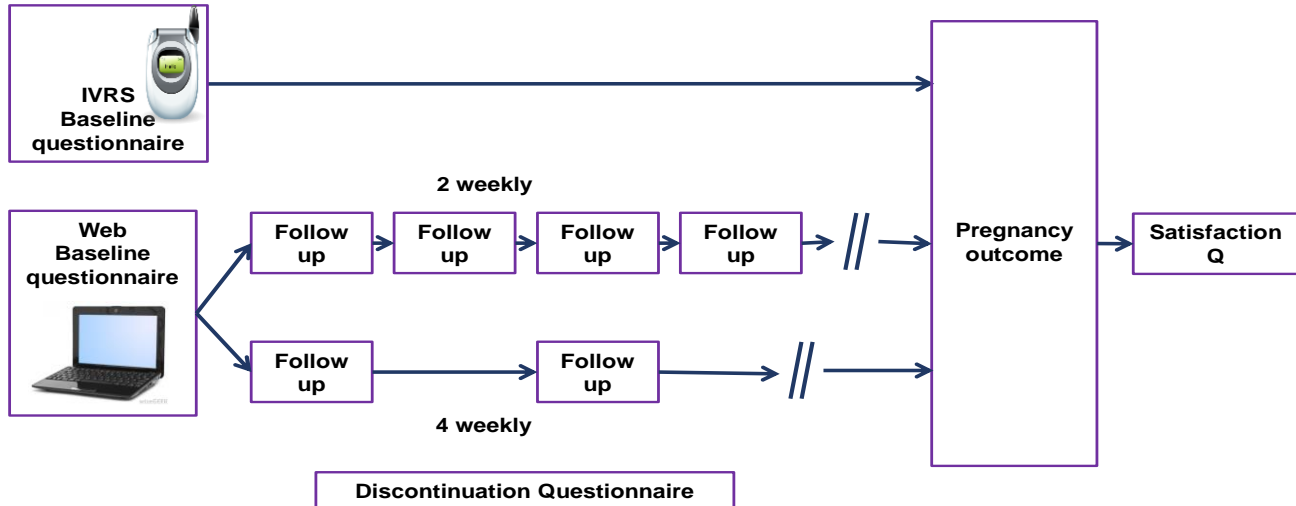 IVRS
Baseline
questionnaire
2 weekly
Web
Baseline
questionnaire
Follow
up
Follow
up
Follow
up
Follow
up
Follow
up
Follow
up
4 weekly
Pregnancy
outcome
Satisfaction
Q
Discontinuation Questionnaire